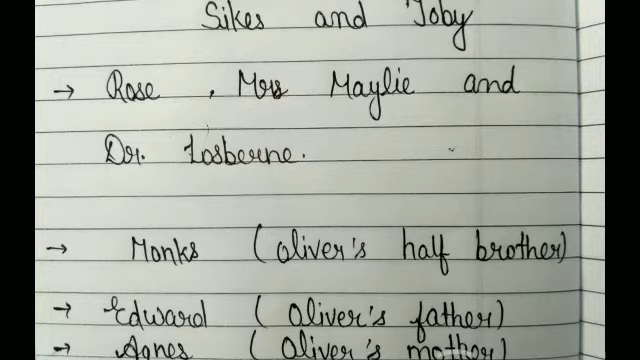 Sikes and Toby
→ Rose , Mrs Maylie and
Dr. Losberne.
→ Monks (Oliver's half brother)
→ Edward (Oliver's father)
→ Agnes (Oliver's mother)